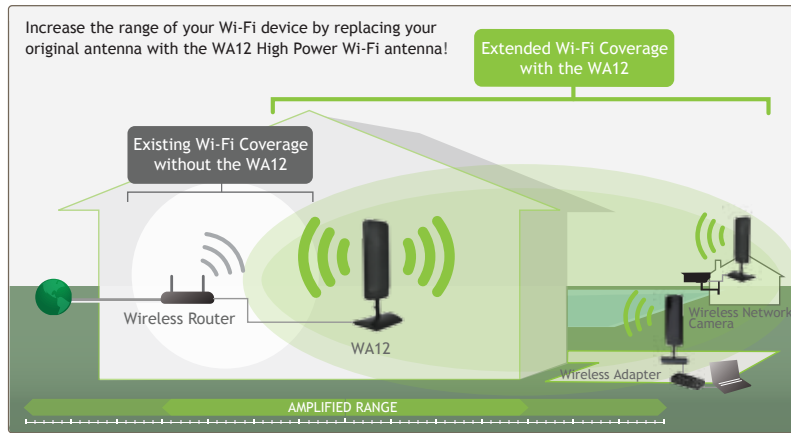 Increase the range of your Wi-Fi device by replacing your
original antenna with the WA12 High Power Wi-Fi antenna!
Extended Wi-Fi Coverage
with the WA12
Existing Wi-Fi Coverage
without the WA12
Wireless Router
WA12
Wireless Network
Camera
Wireless Adapter
AMPLIFIED RANGE